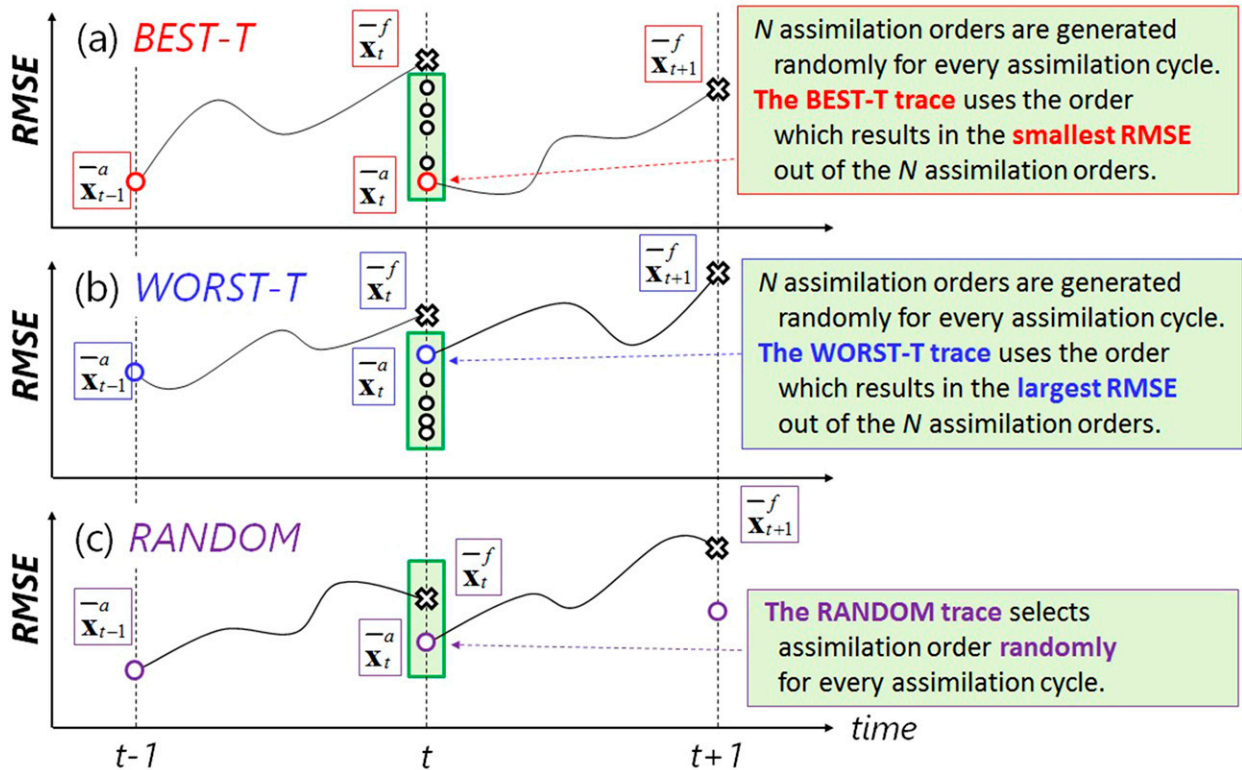 (a) BEST-T
RMSE
x̄ᵃₜ₋₁
x̄ᶠₜ
x̄ᵃₜ
x̄ᶠₜ₊₁
N assimilation orders are generated
randomly for every assimilation cycle.
The BEST-T trace uses the order
which results in the smallest RMSE
out of the N assimilation orders.
(b) WORST-T
RMSE
x̄ᵃₜ₋₁
x̄ᶠₜ
x̄ᵃₜ
x̄ᶠₜ₊₁
N assimilation orders are generated
randomly for every assimilation cycle.
The WORST-T trace uses the order
which results in the largest RMSE
out of the N assimilation orders.
(c) RANDOM
RMSE
x̄ᵃₜ₋₁
x̄ᶠₜ
x̄ᵃₜ
x̄ᶠₜ₊₁
The RANDOM trace selects
assimilation order randomly
for every assimilation cycle.
time
t-1
t
t+1